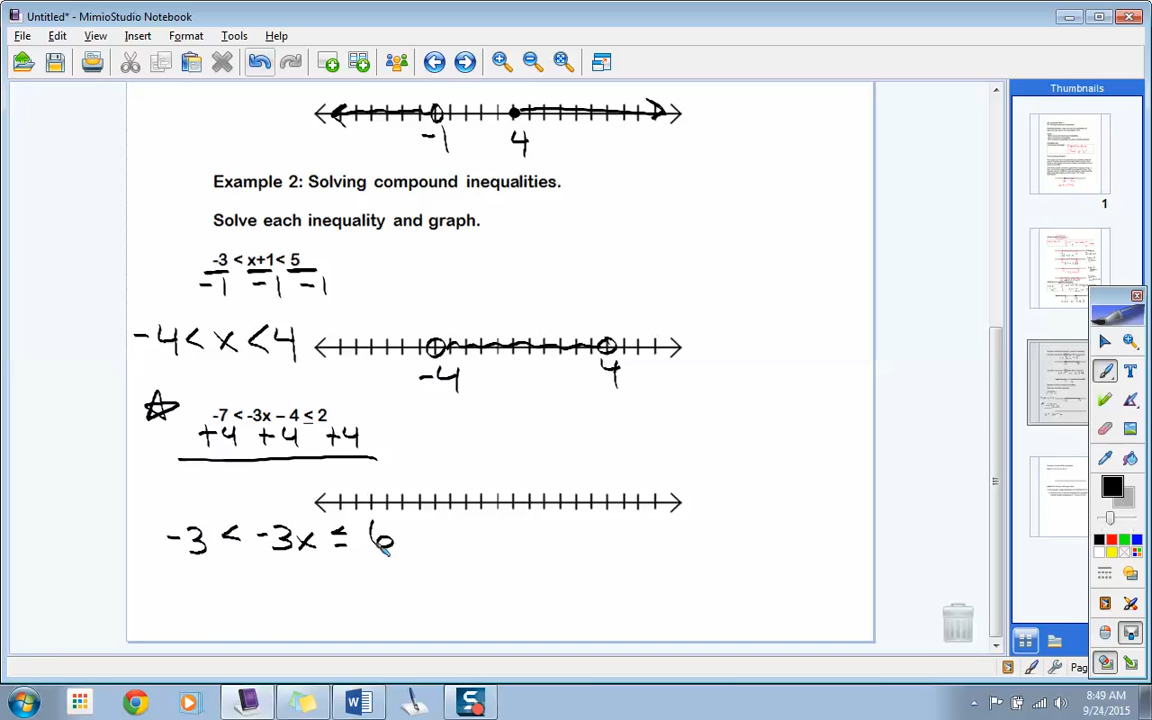 Untitled* - MimioStudio Notebook
File Edit View Insert Format Tools Help
Thumbnails
-1 4
Example 2: Solving compound inequalities.
Solve each inequality and graph.
-3 < x+1< 5
-1 -1 -1
-4 < x < 4
-4 4
-7 < -3x – 4 ≤ 2
+4 +4 +4
-3 < -3x ≤ 6
1
T
Pag
W
S
8:49 AM
9/24/2015